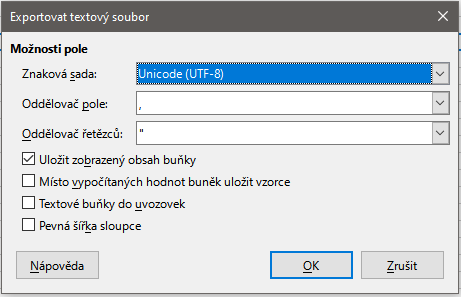 Exportovat textový soubor
Možnosti pole
Znaková sada: Unicode (UTF-8)
Oddělovač pole: ,
Oddělovač řetězců: "
Uložit zobrazený obsah buňky
Místo vypočítaných hodnot buněk uložit vzorce
Textové buňky do uvozovek
Pevná šířka sloupce
Nápověda OK Zrušit